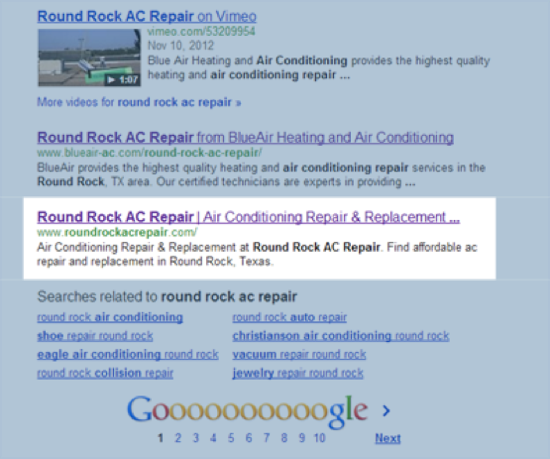 Round Rock AC Repair on Vimeo
vimeo.com/53209954
Nov 10, 2012
Blue Air Heating and Air Conditioning provides the highest quality
heating and air conditioning repair ...
1:07
More videos for round rock ac repair »
Round Rock AC Repair from BlueAir Heating and Air Conditioning
www.blueair-ac.com/round-rock-ac-repair/
BlueAir provides the highest quality heating and air conditioning repair services in the
Round Rock, TX area. Our certified technicians are experts in providing ...
Round Rock AC Repair | Air Conditioning Repair & Replacement ...
www.roundrockacrepair.com/
Air Conditioning Repair & Replacement at Round Rock AC Repair. Find affordable ac
repair and replacement in Round Rock, Texas.
Searches related to round rock ac repair
round rock air conditioning
round rock auto repair
shoe repair round rock
christianson air conditioning round rock
eagle air conditioning round rock
vacuum repair round rock
round rock collision repair
jewelry repair round rock
Goooooooooogle >
1 2 3 4 5 6 7 8 9 10 Next